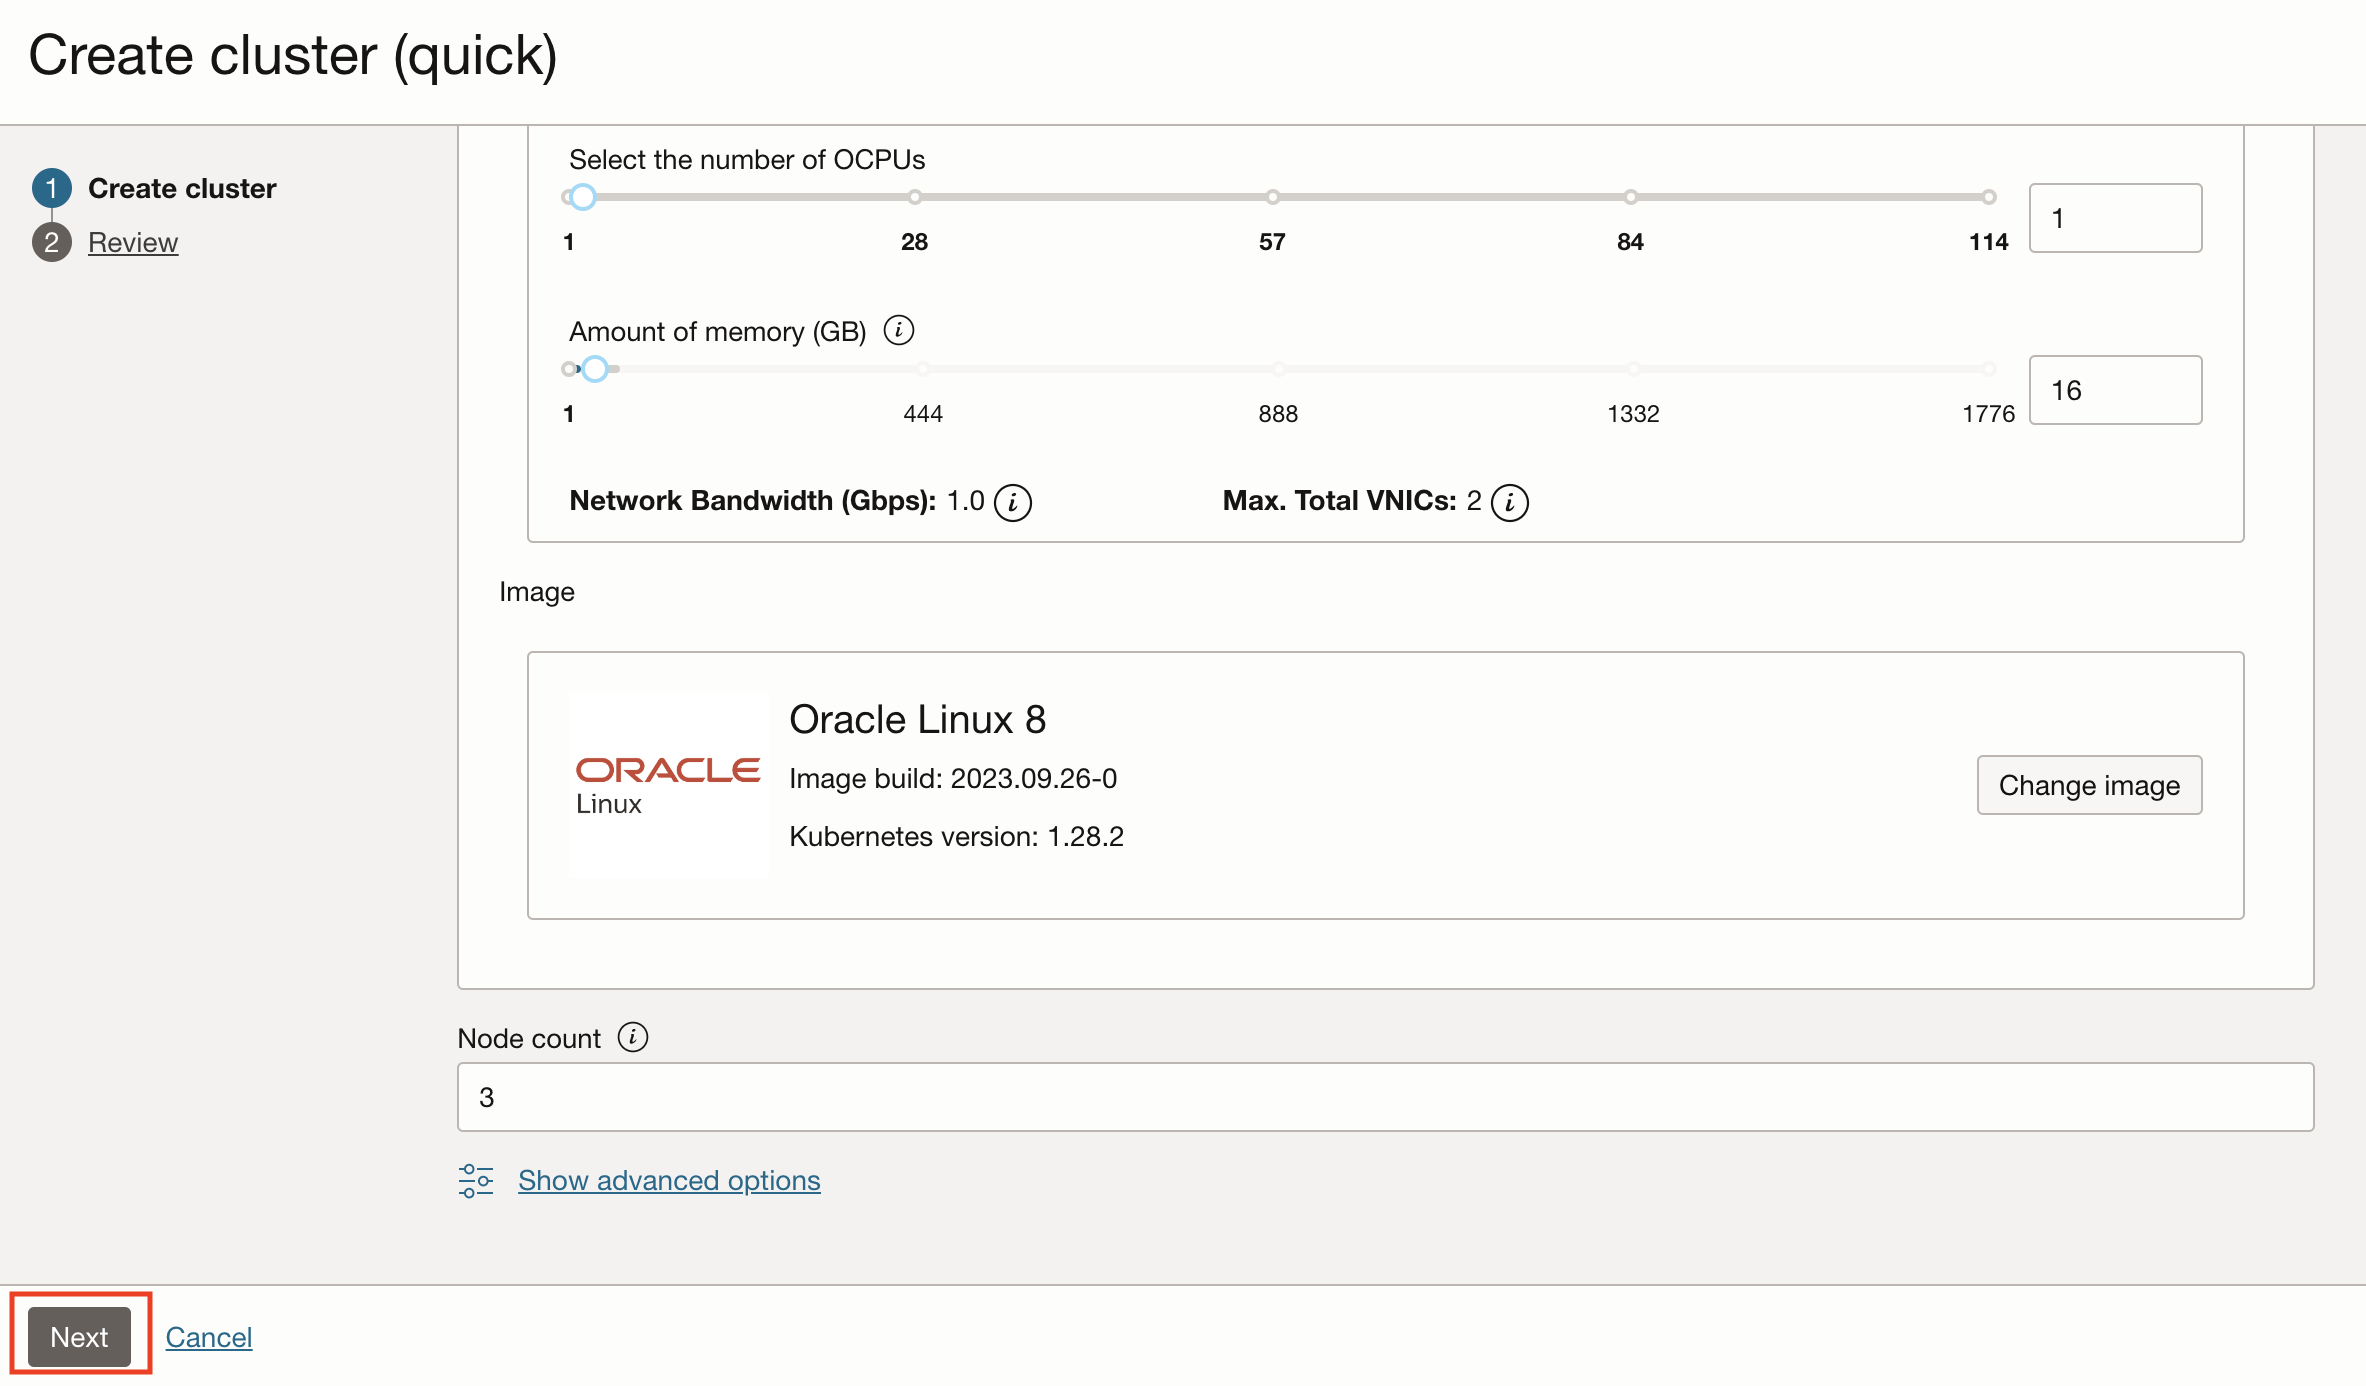 Create cluster (quick)
1 Create cluster
2 Review
Select the number of OCPUs
1 28 57 84 114
1
Amount of memory (GB) i
1 444 888 1332 1776
16
Network Bandwidth (Gbps): 1.0 i Max. Total VNICs: 2 i
Image
ORACLE
Linux
Oracle Linux 8
Image build: 2023.09.26-0
Kubernetes version: 1.28.2
Change image
Node count i
3
Show advanced options
Next Cancel